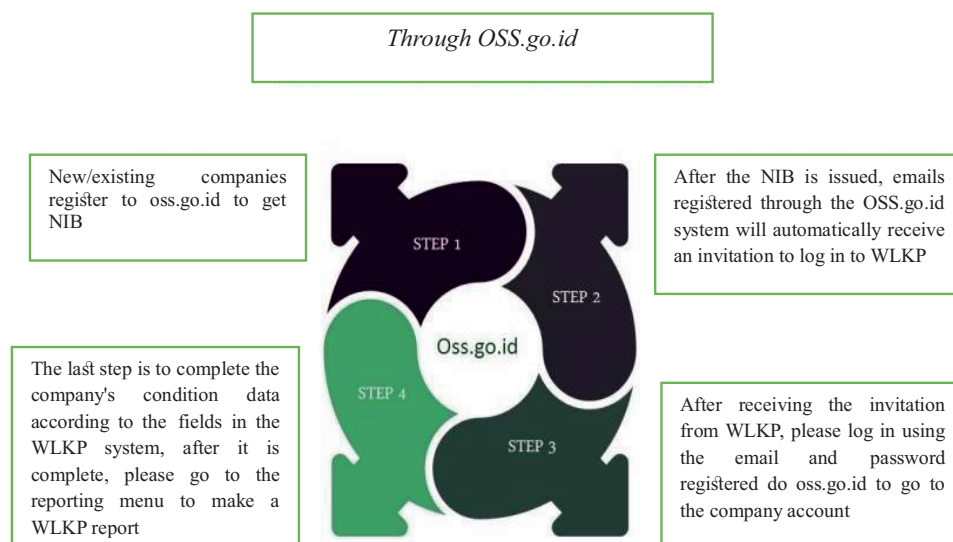 Through OSS.go.id
New/existing companies
register to oss.go.id to get
NIB
STEP 1
After the NIB is issued, emails
registered through the OSS.go.id
system will automatically receive
an invitation to log in to WLKP
STEP 2
Oss.go.id
The last step is to complete the
company's condition data
according to the fields in the
WLKP system, after it is
complete, please go to the
reporting menu to make a
WLKP report
STEP 4
STEP 3
After receiving the invitation
from WLKP, please log in using
the email and password
registered do oss.go.id to go to
the company account